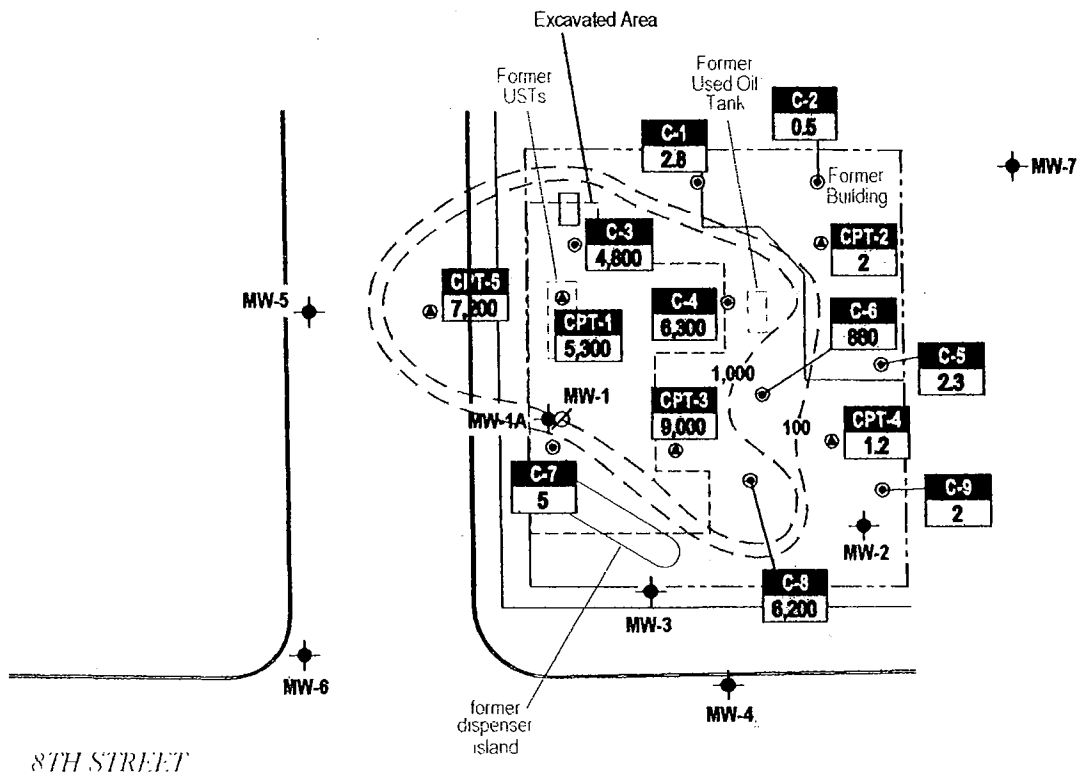 Excavated Area
Former
USTs
Former
Used Oil
Tank
C-2
0.5
C-1
2.8
MW-7
Former
Building
C-3
4,800
CPT-2
2
CPT-5
7,200
MW-5
CPT-1
5,300
C-4
6,300
C-6
880
C-5
2.3
1,000
MW-1
MW-1A
CPT-3
9,000
100
CPT-4
1.2
C-7
5
C-9
2
MW-2
C-8
6,200
MW-3
MW-6
MW-4
former
dispenser
island
8TH STREET